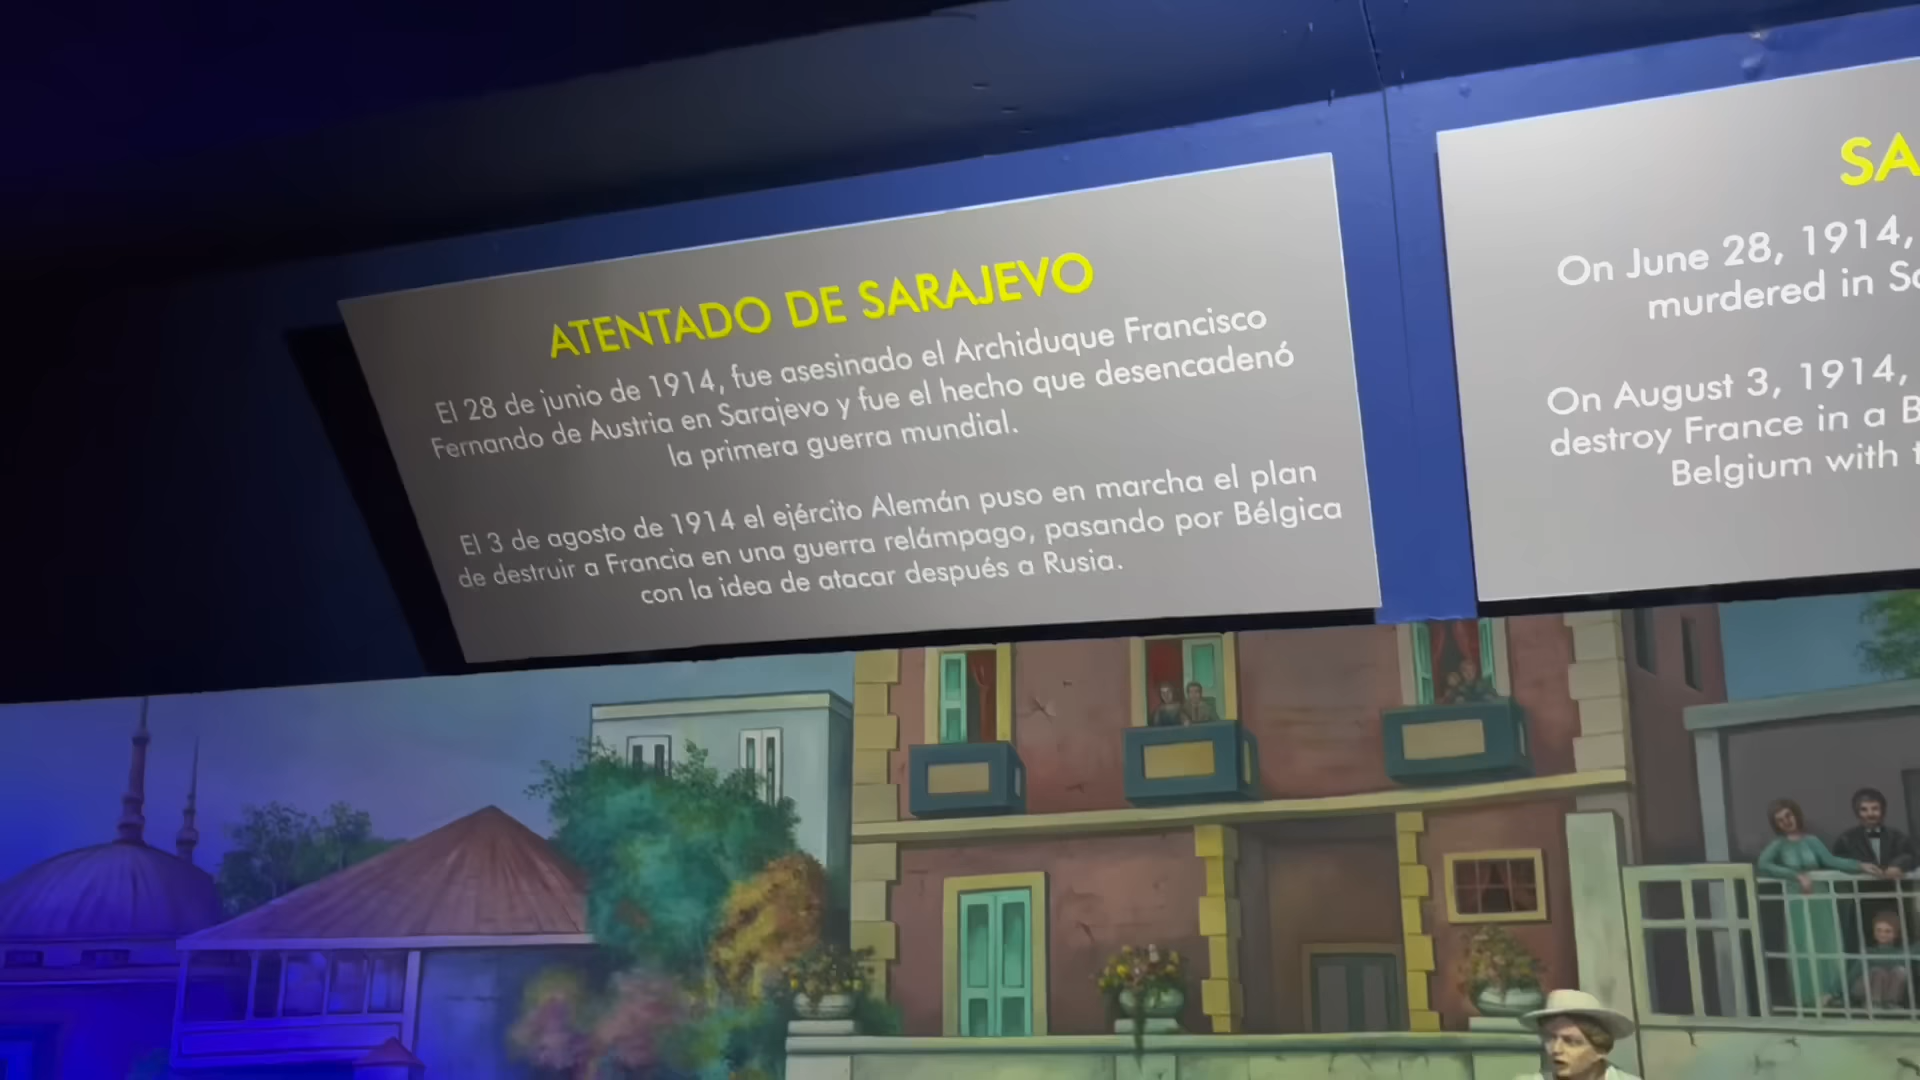 ATENTADO DE SARAJEVO
El 28 de junio de 1914, fue asesinado el Archiduque Francisco
Fernando de Austria en Sarajevo y fue el hecho que desencadenó
la primera guerra mundial.
El 3 de agosto de 1914 el ejército Alemán puso en marcha el plan
de destruir a Francia en una guerra relámpago, pasando por Bélgica
con la idea de atacar después a Rusia.
SA
On June 28, 1914,
murdered in
On August 3, 1914,
destroy France in a
Belgium with